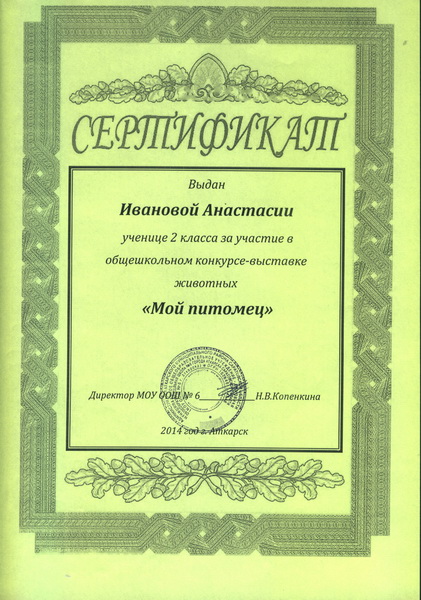 СЕРТИФИКАТ
Выдан
Ивановой Анастасии
ученице 2 класса за участие в
общешкольном конкурсе-выставке
животных
«Мой питомец»
Директор МОУ ООШ № 6__________Н.В.Копенкина
2014 год г. Аткарск